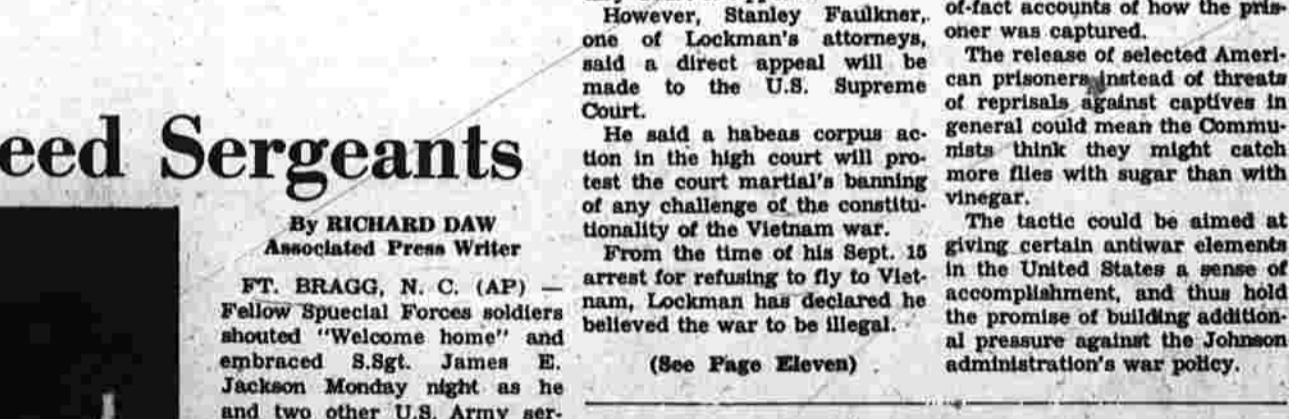 eed Sergeants
By RICHARD DAW
Associated Press Writer
FT. BRAGG, N. C. (AP) —
Fellow Spuecial Forces soldiers
shouted "Welcome home" and
embraced S.Sgt. James E.
Jackson Monday night as he
and two other U.S. Army ser-
However, Stanley Faulkner,
one of Lockman's attorneys,
said a direct appeal will be
made to the U.S. Supreme
Court.
He said a habeas corpus ac-
tion in the high court will pro-
test the court martial's banning
of any challenge of the constitu-
tionality of the Vietnam war.
From the time of his Sept. 15
arrest for refusing to fly to Viet-
nam, Lockman has declared he
believed the war to be illegal.
(See Page Eleven)
of-fact accounts of how the pris-
oner was captured.
The release of selected Ameri-
can prisoners instead of threats
of reprisals against captives in
general could mean the Commu-
nists think they might catch
more flies with sugar than with
vinegar.
The tactic could be aimed at
giving certain antiwar elements
in the United States a sense of
accomplishment, and thus hold
the promise of building addition-
al pressure against the Johnson
administration's war policy.